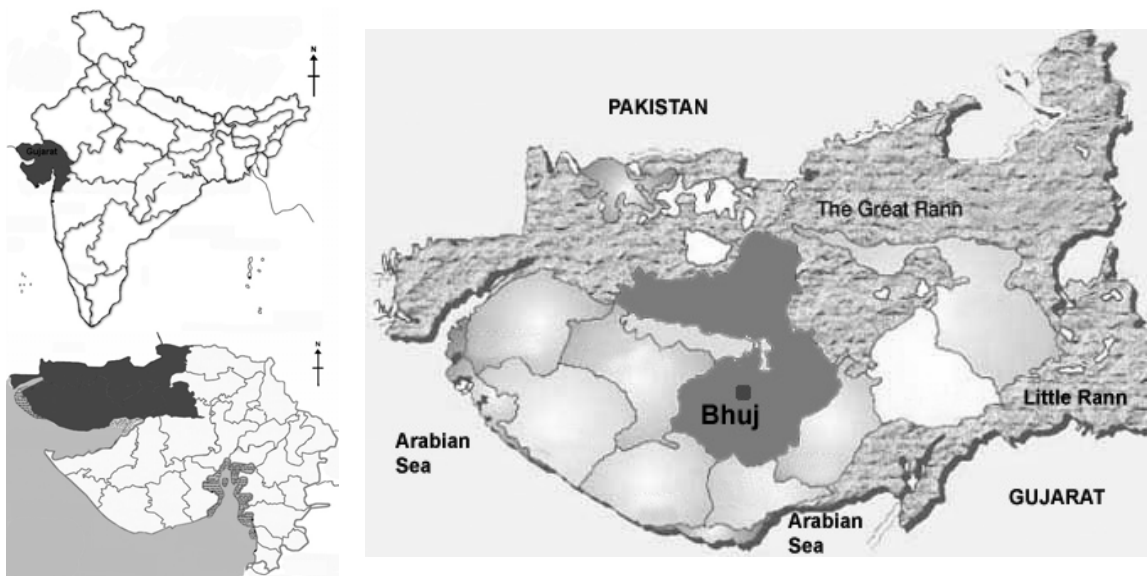 N
Gujarat
N
PAKISTAN
The Great Rann
Little Rann
Bhuj
Arabian
Sea
GUJARAT
Arabian
Sea